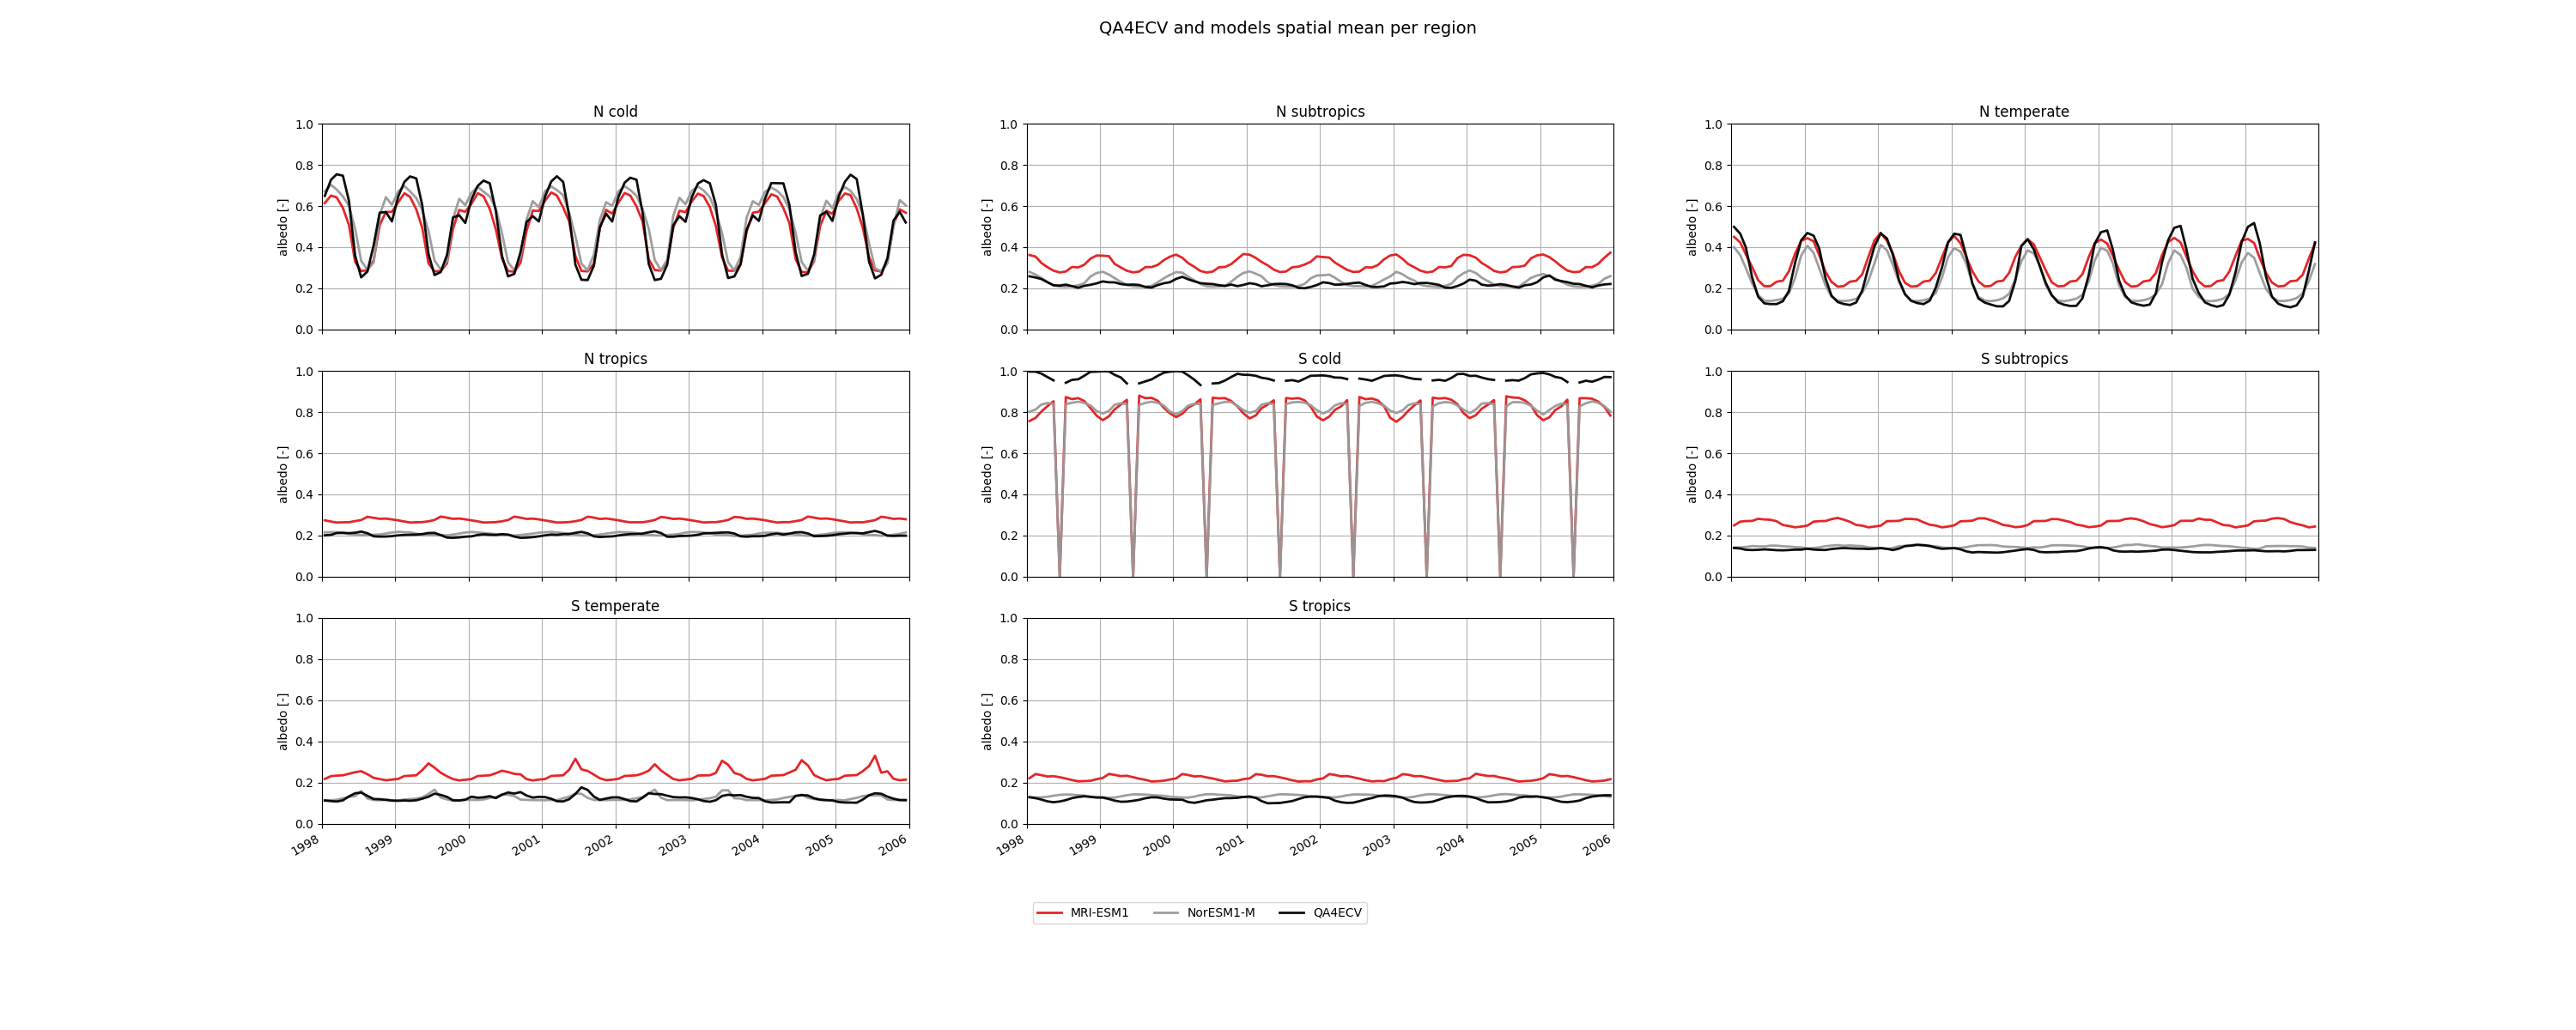 QA4ECV and models spatial mean per region
N cold
N subtropics
N temperate
albedo [-]
1.0
0.8
0.6
0.4
0.2
0.0
albedo [-]
1.0
0.8
0.6
0.4
0.2
0.0
albedo [-]
1.0
0.8
0.6
0.4
0.2
0.0
N tropics
S cold
S subtropics
albedo [-]
1.0
0.8
0.6
0.4
0.2
0.0
albedo [-]
1.0
0.8
0.6
0.4
0.2
0.0
albedo [-]
1.0
0.8
0.6
0.4
0.2
0.0
S temperate
S tropics
albedo [-]
1.0
0.8
0.6
0.4
0.2
0.0
albedo [-]
1.0
0.8
0.6
0.4
0.2
0.0
1998 1999 2000 2001 2002 2003 2004 2005 2006
1998 1999 2000 2001 2002 2003 2004 2005 2006
MRI-ESM1 NorESM1-M QA4ECV